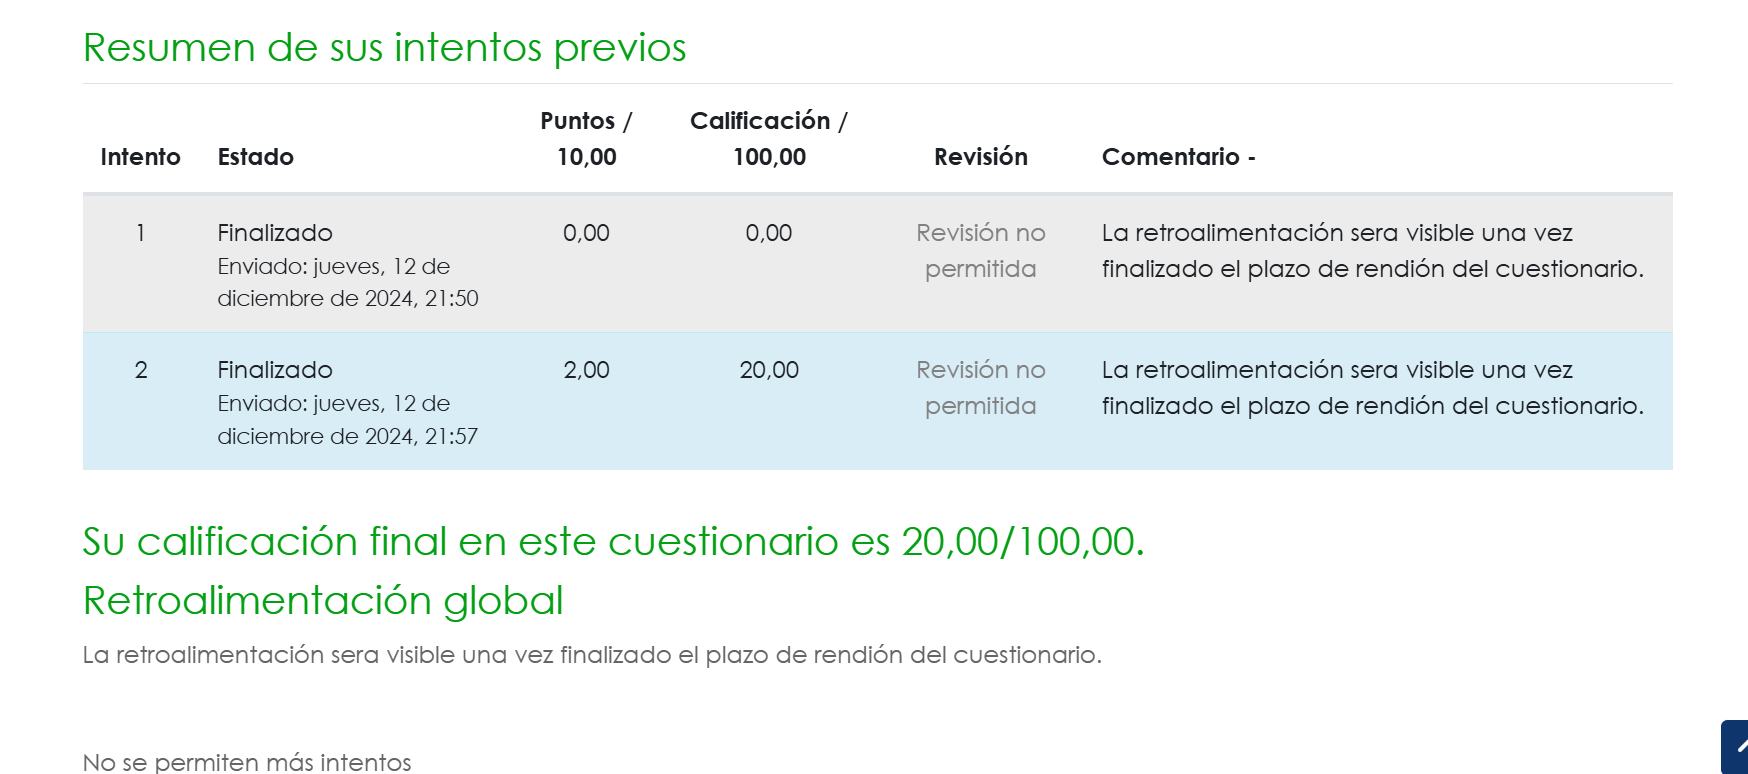 Resumen de sus intentos previos
Intento Estado Puntos / 10,00 Calificación / 100,00 Revisión Comentario -
1 Finalizado 0,00 0,00 Revisión no La retroalimentación sera visible una vez
Enviado: jueves, 12 de permitida finalizado el plazo de rendión del cuestionario.
diciembre de 2024, 21:50
2 Finalizado 2,00 20,00 Revisión no La retroalimentación sera visible una vez
Enviado: jueves, 12 de permitida finalizado el plazo de rendión del cuestionario.
diciembre de 2024, 21:57
Su calificación final en este cuestionario es 20,00/100,00.
Retroalimentación global
La retroalimentación sera visible una vez finalizado el plazo de rendión del cuestionario.
No se permiten más intentos